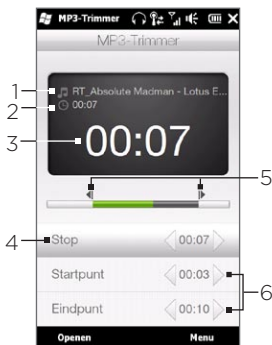 MP3-Trimmer
MP3-Trimmer
1 RT_Absolute Madman - Lotus E...
2 00:07
3 00:07
5
4 Stop 00:07
Startpunt 00:03
6
Eindpunt 00:10
Openen Menu